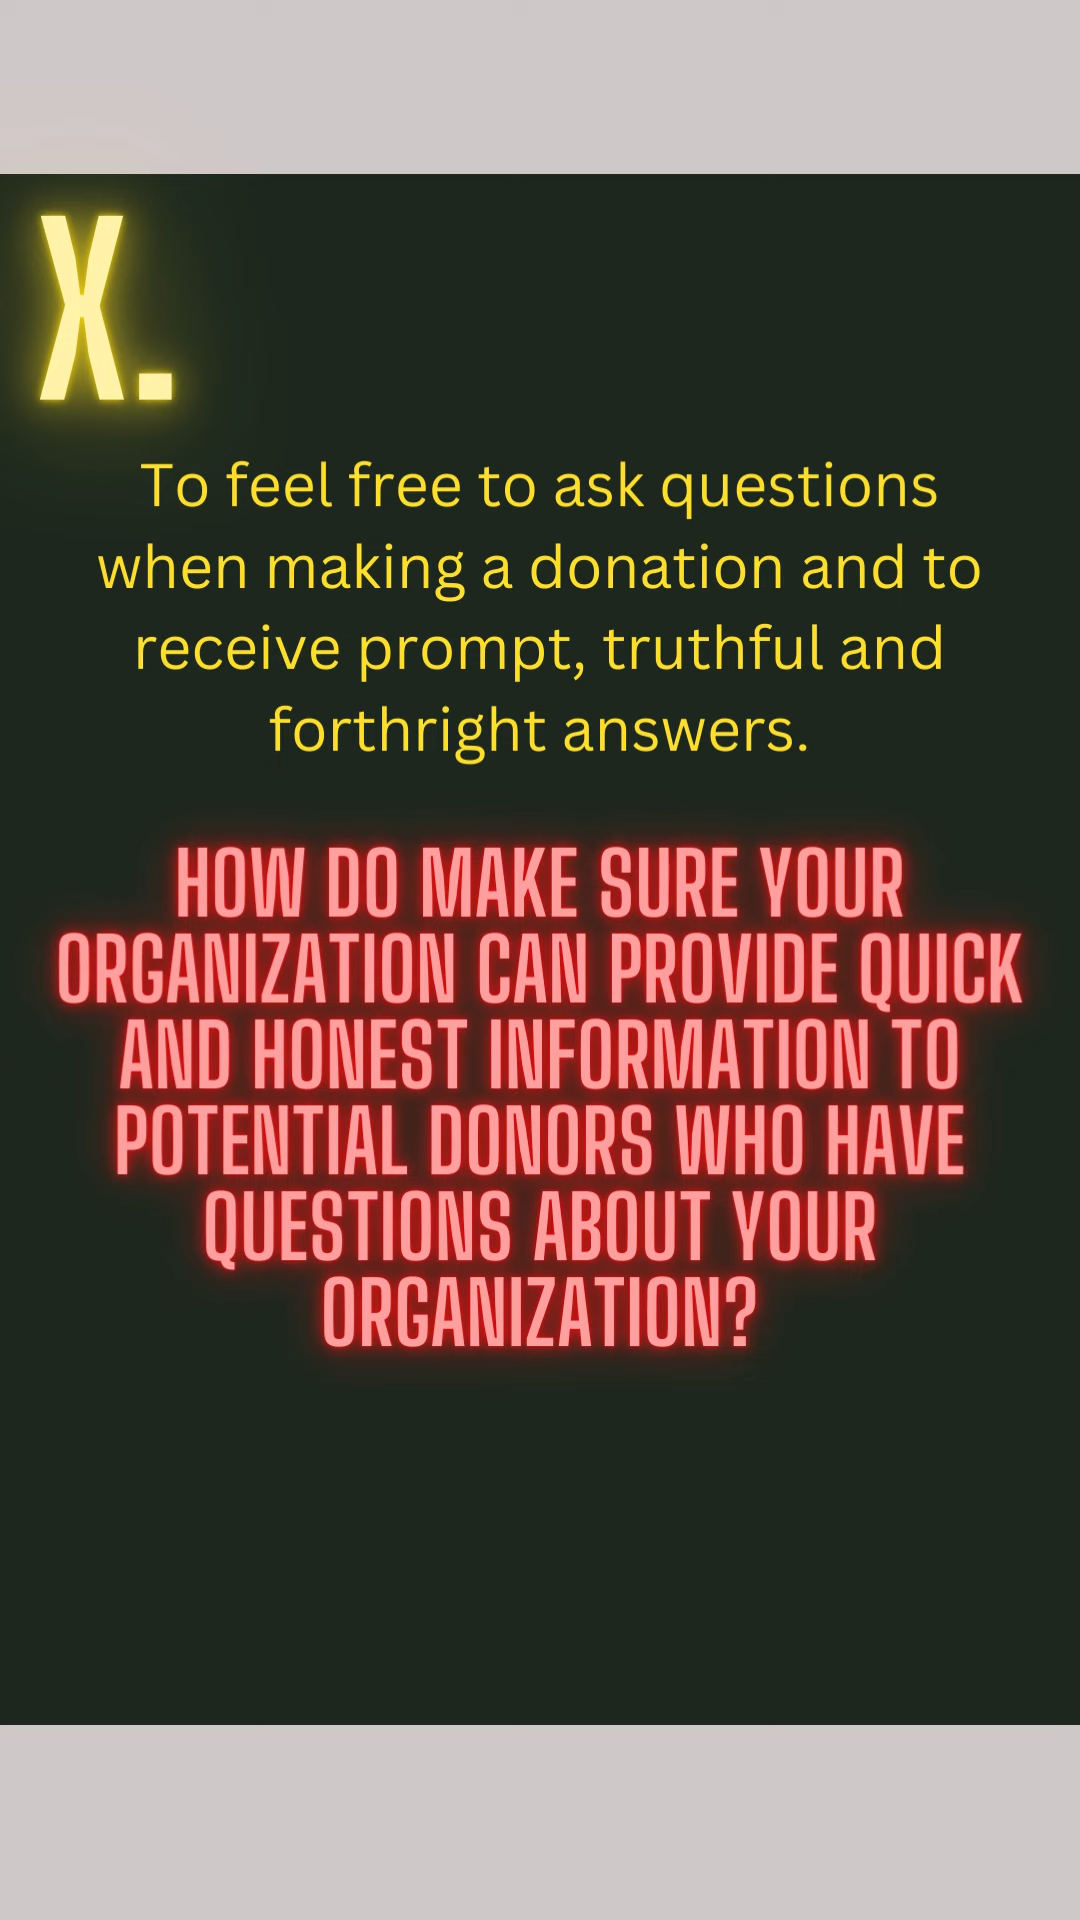 X.
To feel free to ask questions
when making a donation and to
receive prompt, truthful and
forthright answers.
HOW DO MAKE SURE YOUR
ORGANIZATION CAN PROVIDE QUICK
AND HONEST INFORMATION TO
POTENTIAL DONORS WHO HAVE
QUESTIONS ABOUT YOUR
ORGANIZATION?